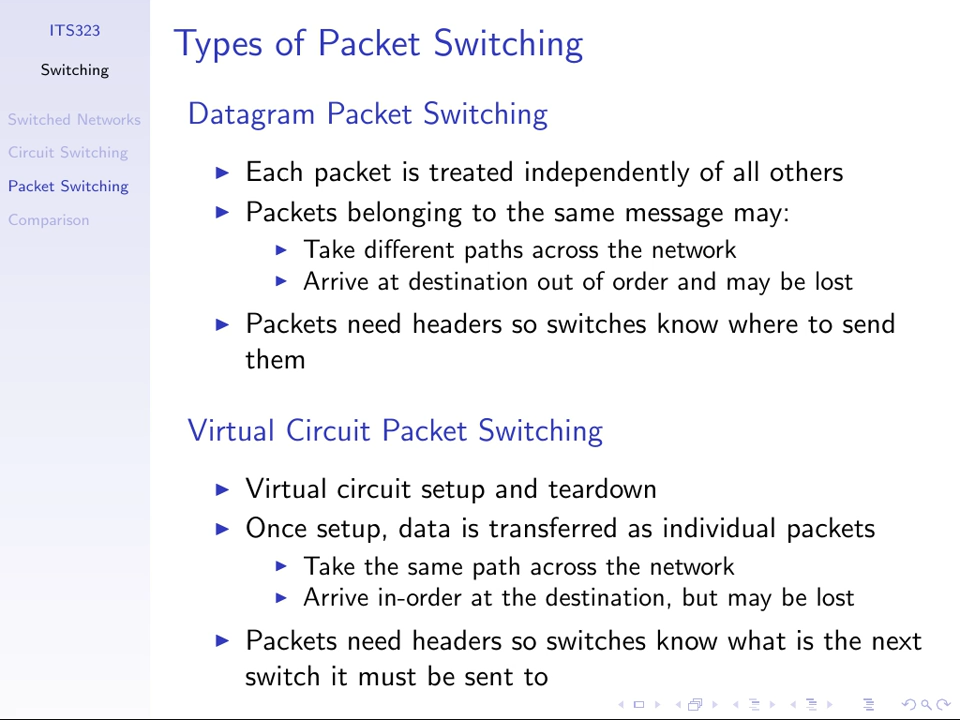 ITS323
Switching
Switched Networks
Circuit Switching
Packet Switching
Comparison
Types of Packet Switching
Datagram Packet Switching
Each packet is treated independently of all others
Packets belonging to the same message may:
Take different paths across the network
Arrive at destination out of order and may be lost
Packets need headers so switches know where to send
them
Virtual Circuit Packet Switching
Virtual circuit setup and teardown
Once setup, data is transferred as individual packets
Take the same path across the network
Arrive in-order at the destination, but may be lost
Packets need headers so switches know what is the next
switch it must be sent to